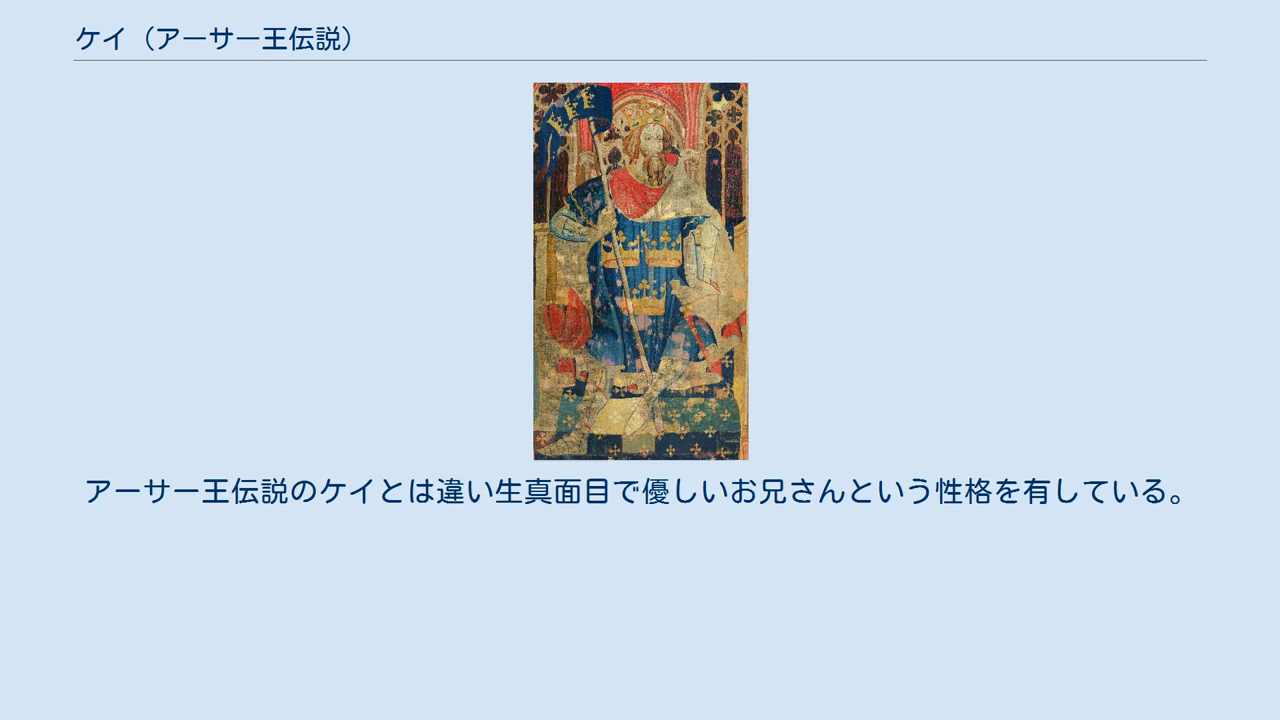 ケイ（アーサー王伝説）
アーサー王伝説のケイとは違い生真面目で優しいお兄さんという性格を有している。